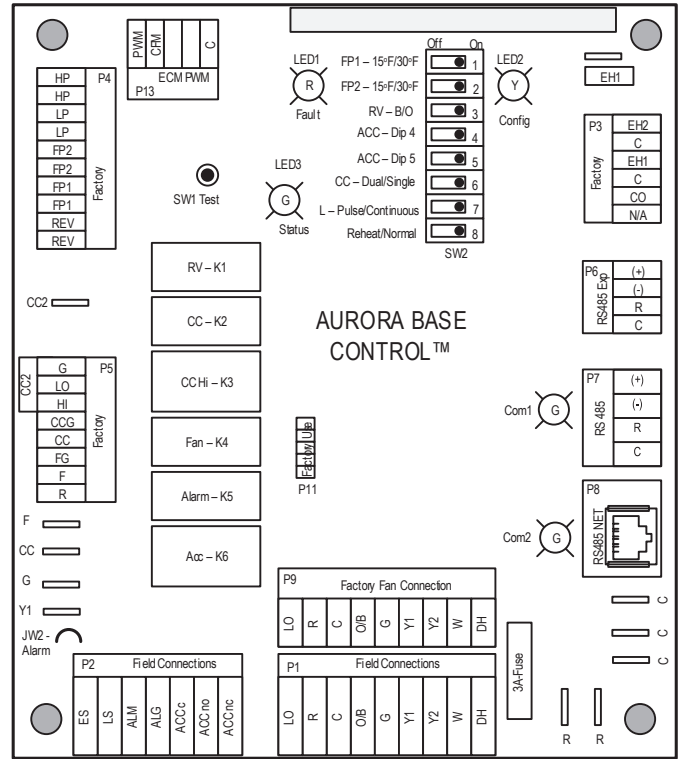 PWM
CFM
C
ECM PWM
P13
HP
HP
LP
LP
FP2
FP2
FP1
FP1
REV
REV
P4
Factory
SW1 Test
LED1
R
Fault
LED3
G
Status
Off On
FP1 – 15°F/30°F 1
FP2 – 15°F/30°F 2
RV – B/O 3
ACC – Dip 4 4
ACC – Dip 5 5
CC – Dual/Single 6
L – Pulse/Continuous 7
Reheat/Normal 8
SW2
LED2
Y
Config
EH1
P3
Factory
EH2
C
EH1
C
CO
N/A
P6
RS485 Exp
(+)
(-)
R
C
P7
RS 485
(+)
(-)
R
C
Com1
G
P8
RS485 NET
Com2
G
CC2
CC2
G
LO
HI
CCG
CC
FG
F
R
P5
Factory
RV – K1
CC – K2
CC Hi – K3
Fan – K4
Alarm – K5
Acc – K6
AURORA BASE
CONTROL™
Factory Use
P11
F
CC
G
Y1
JW2 -
Alarm
P9
Factory Fan Connection
LO
R
C
O/B
G
Y1
Y2
W
DH
P2
Field Connections
ES
LS
ALM
ALG
ACC c
ACC no
ACC nc
P1
Field Connections
LO
R
C
O/B
G
Y1
Y2
W
DH
3A-Fuse
C
C
C
R
R